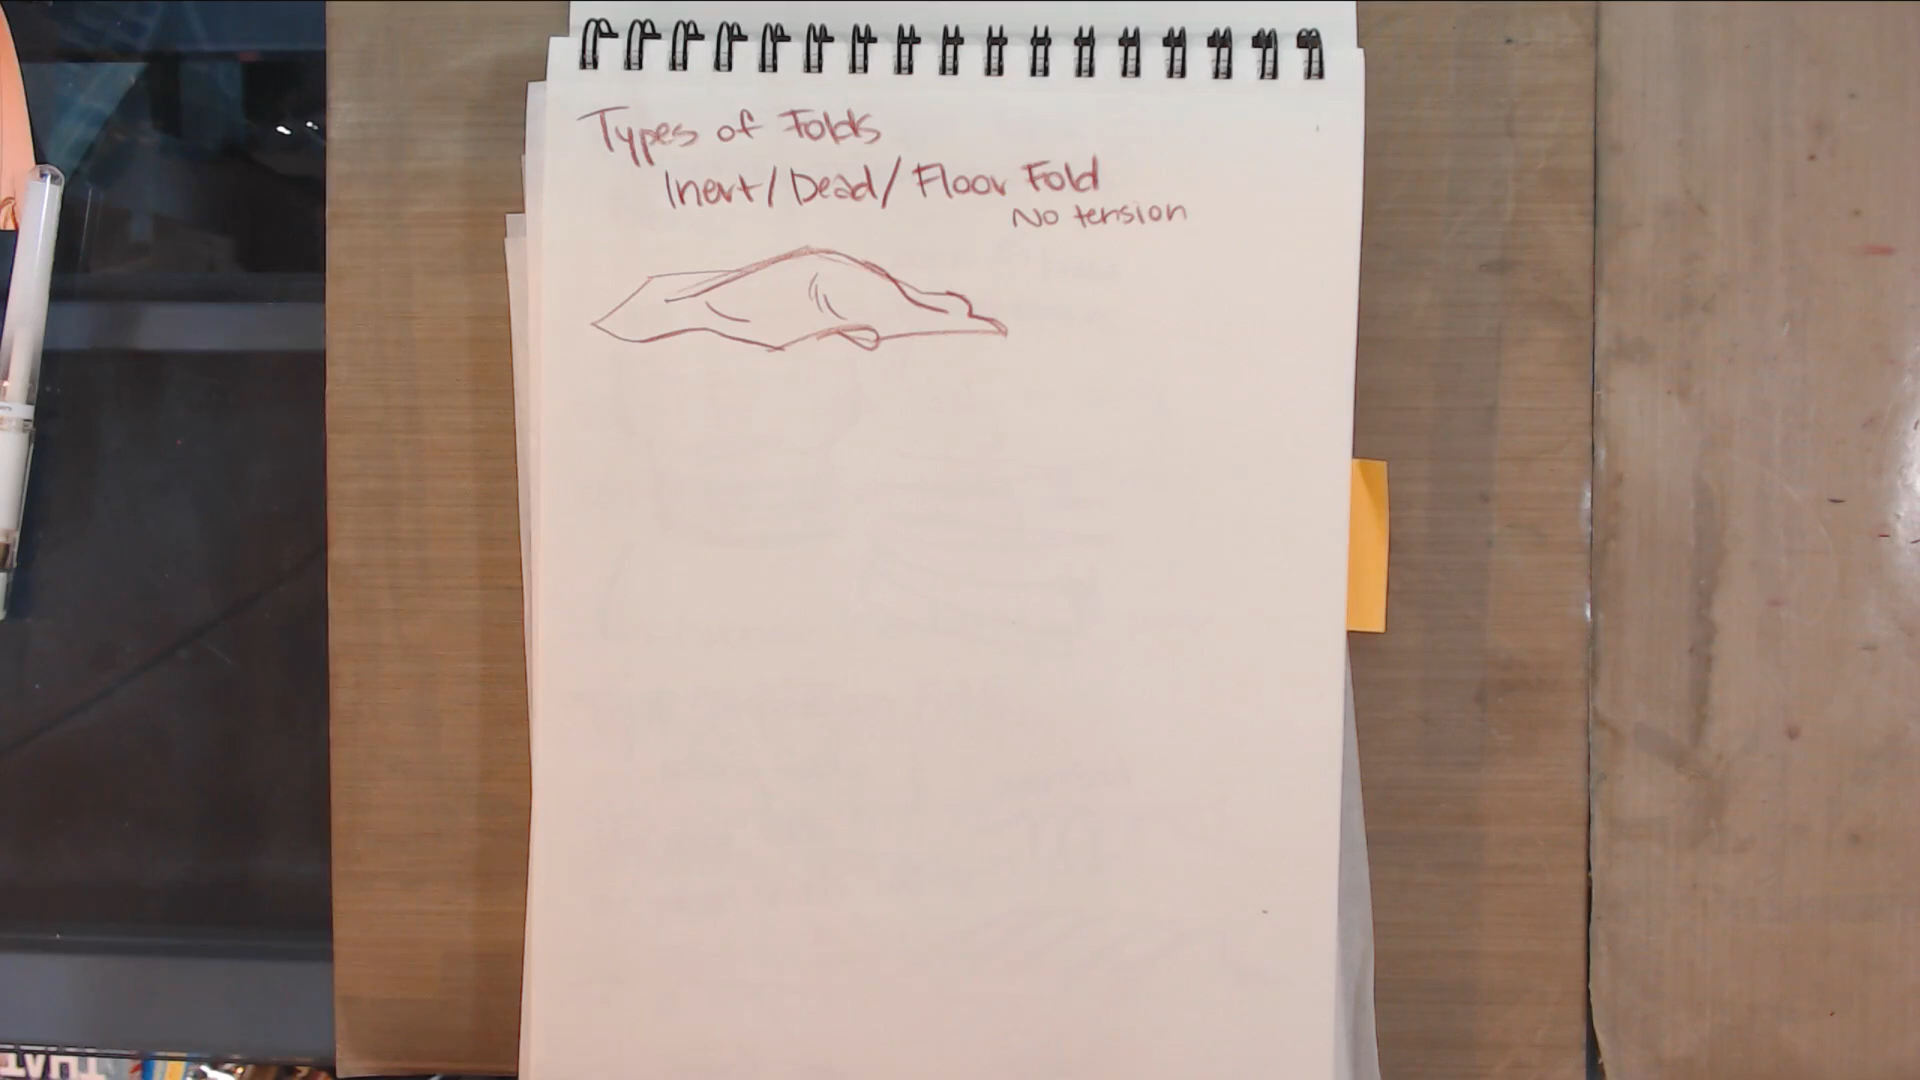 Types of Folds
Inert/Dead/Floor Fold
No tension